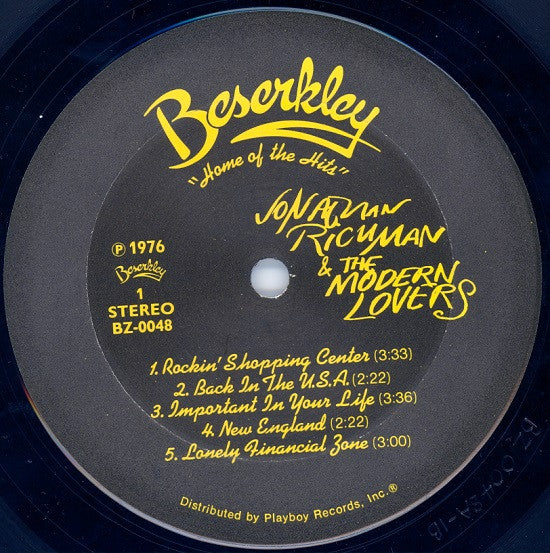 Beserkley
"Home of the Hits"
JONATHAN
RICHMAN
& THE
MODERN
LOVERS
℗ 1976
Beserkley
1
STEREO
BZ-0048
1. Rockin' Shopping Center (3:33)
2. Back In The U.S.A. (2:22)
3. Important In Your Life (3:36)
4. New England (2:22)
5. Lonely Financial Zone (3:00)
Distributed by Playboy Records, Inc.®